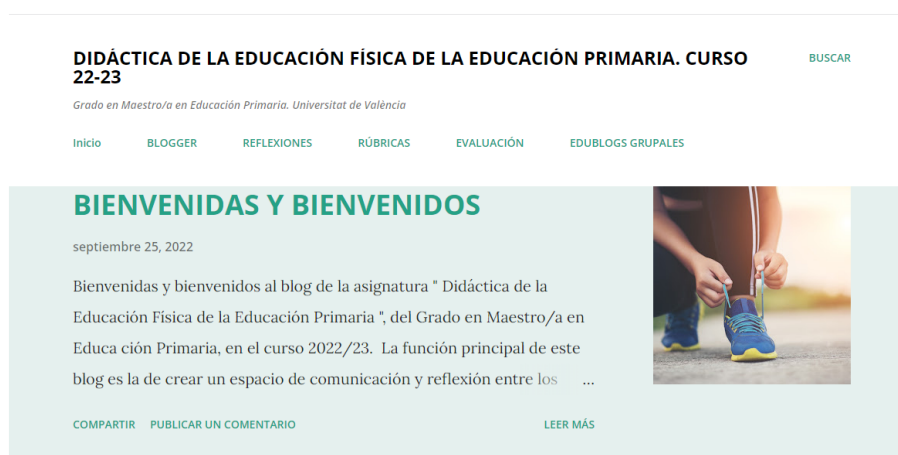 DIDÁCTICA DE LA EDUCACIÓN FÍSICA DE LA EDUCACIÓN PRIMARIA. CURSO
22-23
BUSCAR
Grado en Maestro/a en Educación Primaria. Universitat de València
Inicio BLOGGER REFLEXIONES RÚBRICAS EVALUACIÓN EDUBLOGS GRUPALES
BIENVENIDAS Y BIENVENIDOS
septiembre 25, 2022
Bienvenidas y bienvenidos al blog de la asignatura " Didáctica de la
Educación Física de la Educación Primaria ", del Grado en Maestro/a en
Educa ción Primaria, en el curso 2022/23. La función principal de este
blog es la de crear un espacio de comunicación y reflexión entre los ...
COMPARTIR PUBLICAR UN COMENTARIO LEER MÁS